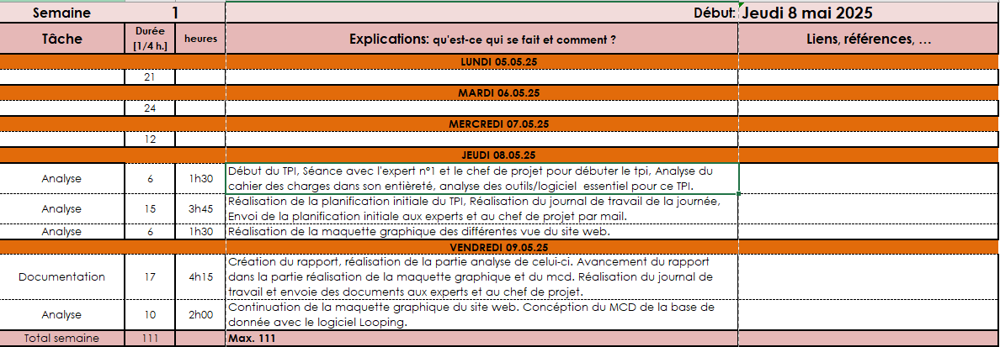 Semaine 1 Début: Jeudi 8 mai 2025
Tâche Durée [1/4 h.] heures Explications: qu'est-ce qui se fait et comment ? Liens, références, …
LUNDI 05.05.25
21
MARDI 06.05.25
24
MERCREDI 07.05.25
12
JEUDI 08.05.25
Analyse 6 1h30 Début du TPI, Séance avec l'expert n°1 et le chef de projet pour débuter le tpi, Analyse du
cahier des charges dans son entièreté, analyse des outils/logiciel essentiel pour ce TPI.
Analyse 15 3h45 Réalisation de la planification initiale du TPI, Réalisation du journal de travail de la journée,
Envoi de la planification initiale aux experts et au chef de projet par mail.
Analyse 6 1h30 Réalisation de la maquette graphique des différentes vue du site web.
VENDREDI 09.05.25
Documentation 17 4h15 Création du rapport, réalisation de la partie analyse de celui-ci. Avancement du rapport
dans la partie réalisation de la maquette graphique et du mcd. Réalisation du journal de
travail et envoie des documents aux experts et au chef de projet.
Analyse 10 2h00 Continuation de la maquette graphique du site web. Concéption du MCD de la base de
donnée avec le logiciel Looping.
Total semaine 111 Max. 111